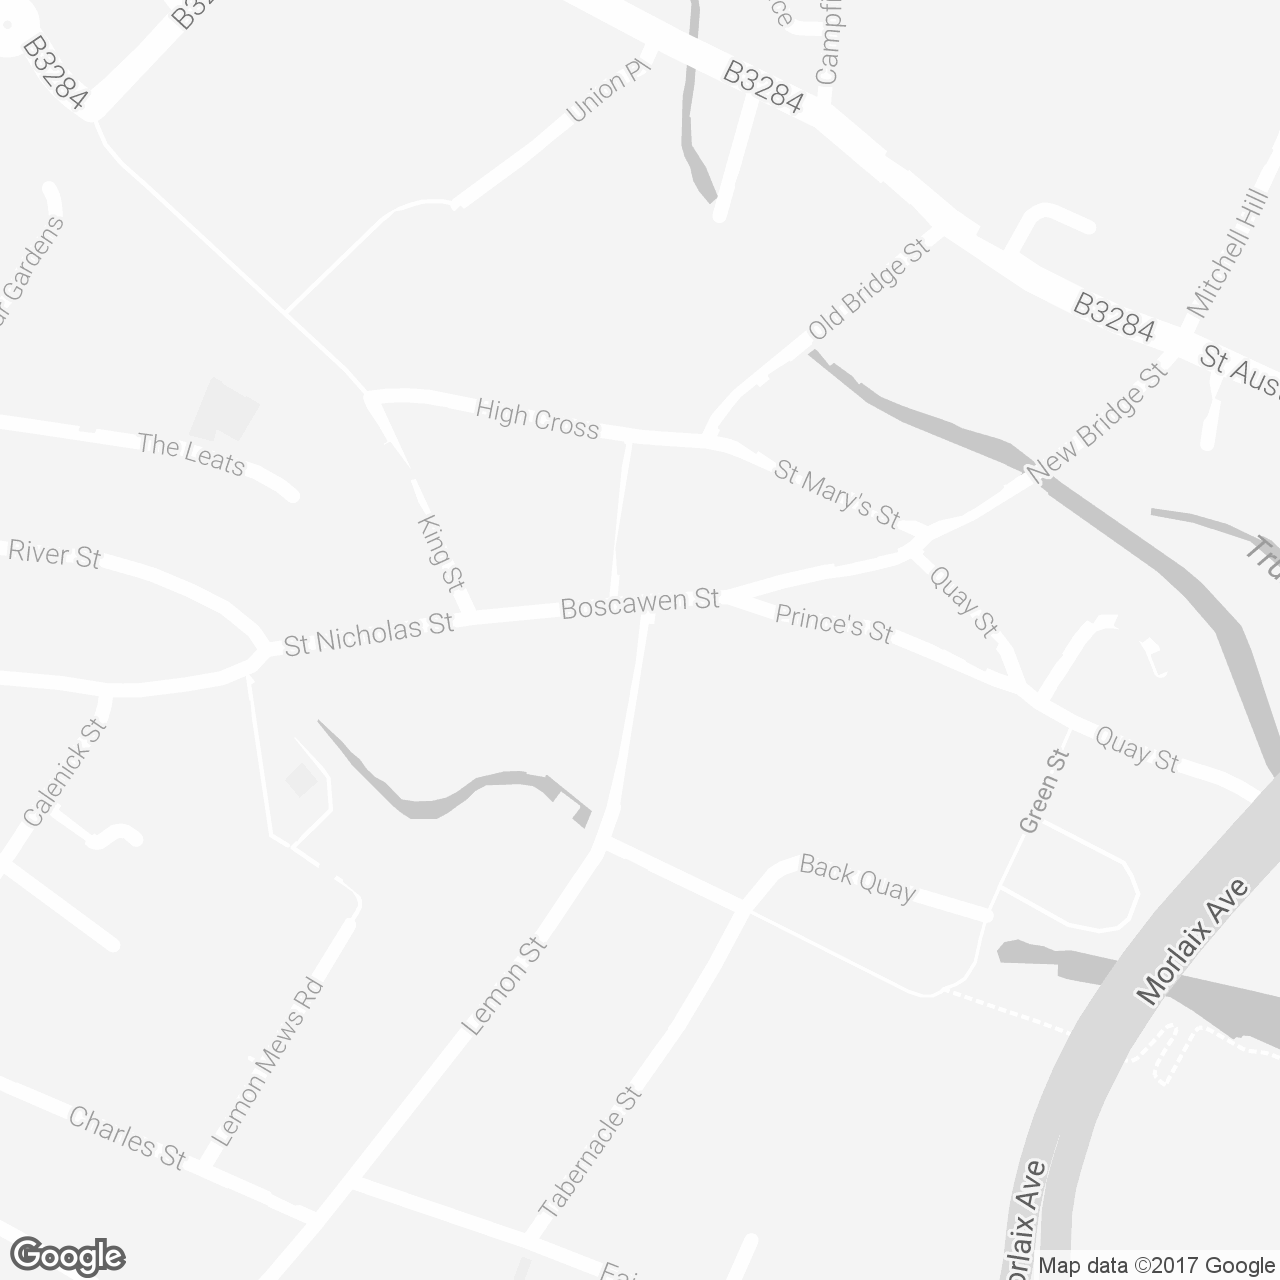 B3284
Union Pl
B3284
Campfi
Gardens
Mitchell Hill
Old Bridge St
B3284
St Aust
High Cross
New Bridge St
The Leats
St Mary's St
River St
King St
Quay St
Boscawen St
Prince's St
St Nicholas St
Calenick St
Quay St
Green St
Back Quay
Morlaix Ave
Lemon St
Lemon Mews Rd
Charles St
Tabernacle St
Morlaix Ave
Google
Map data ©2017 Google